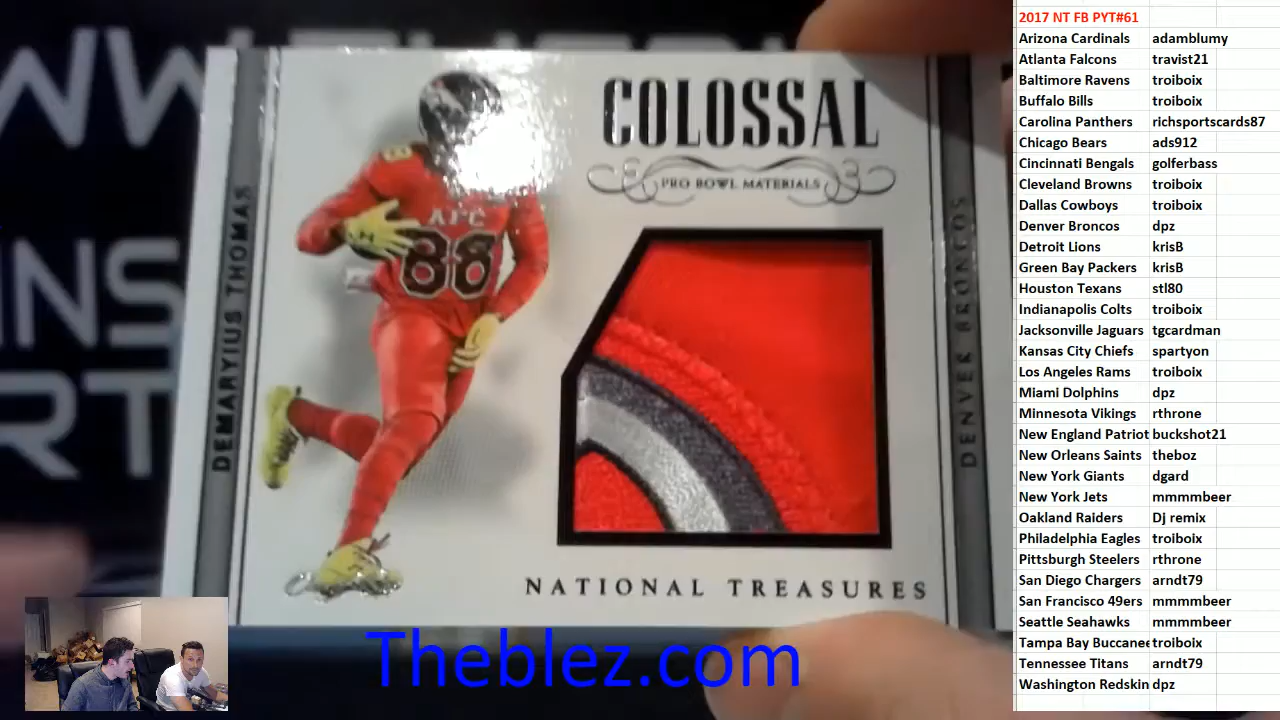 COLOSSAL
PRO BOWL MATERIALS
DEMARYIUS THOMAS
AFC
88
DENVER BRONCOS
NATIONAL TREASURES
Theblez.com
2017 NT FB PYT#61
Arizona Cardinals adamblumy
Atlanta Falcons travist21
Baltimore Ravens troiboix
Buffalo Bills troiboix
Carolina Panthers richsportscards87
Chicago Bears ads912
Cincinnati Bengals golferbass
Cleveland Browns troiboix
Dallas Cowboys troiboix
Denver Broncos dpz
Detroit Lions krisB
Green Bay Packers krisB
Houston Texans stl80
Indianapolis Colts troiboix
Jacksonville Jaguars tgcardman
Kansas City Chiefs spartyon
Los Angeles Rams troiboix
Miami Dolphins dpz
Minnesota Vikings rthrone
New England Patriot buckshot21
New Orleans Saints theboz
New York Giants dgard
New York Jets mmmmbeer
Oakland Raiders Dj remix
Philadelphia Eagles troiboix
Pittsburgh Steelers rthrone
San Diego Chargers arndt79
San Francisco 49ers mmmmbeer
Seattle Seahawks mmmmbeer
Tampa Bay Buccanee troiboix
Tennessee Titans arndt79
Washington Redskin dpz